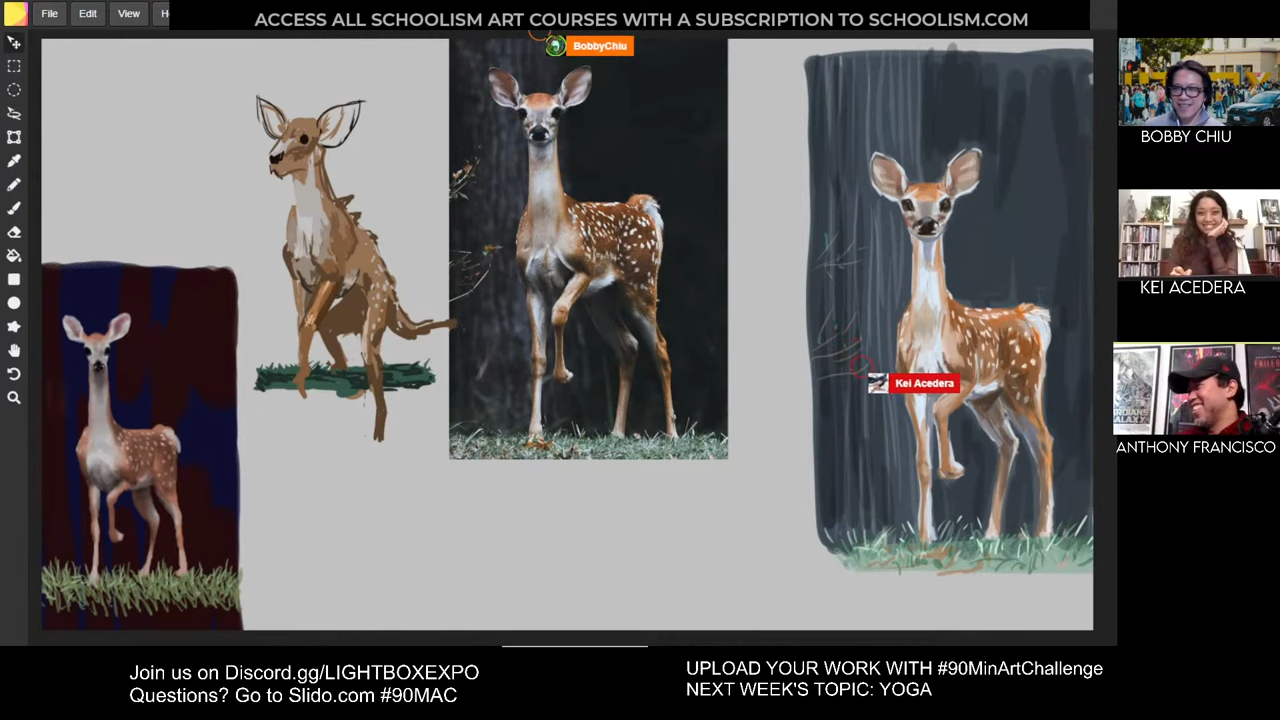 ACCESS ALL SCHOOLISM ART COURSES WITH A SUBSCRIPTION TO SCHOOLISM.COM
File Edit View
BobbyChiu
BOBBY CHIU
KEI ACEDERA
Kei Acedera
ANTHONY FRANCISCO
Join us on Discord.gg/LIGHTBOXEXPO
Questions? Go to Slido.com #90MAC
UPLOAD YOUR WORK WITH #90MinArtChallenge
NEXT WEEK'S TOPIC: YOGA